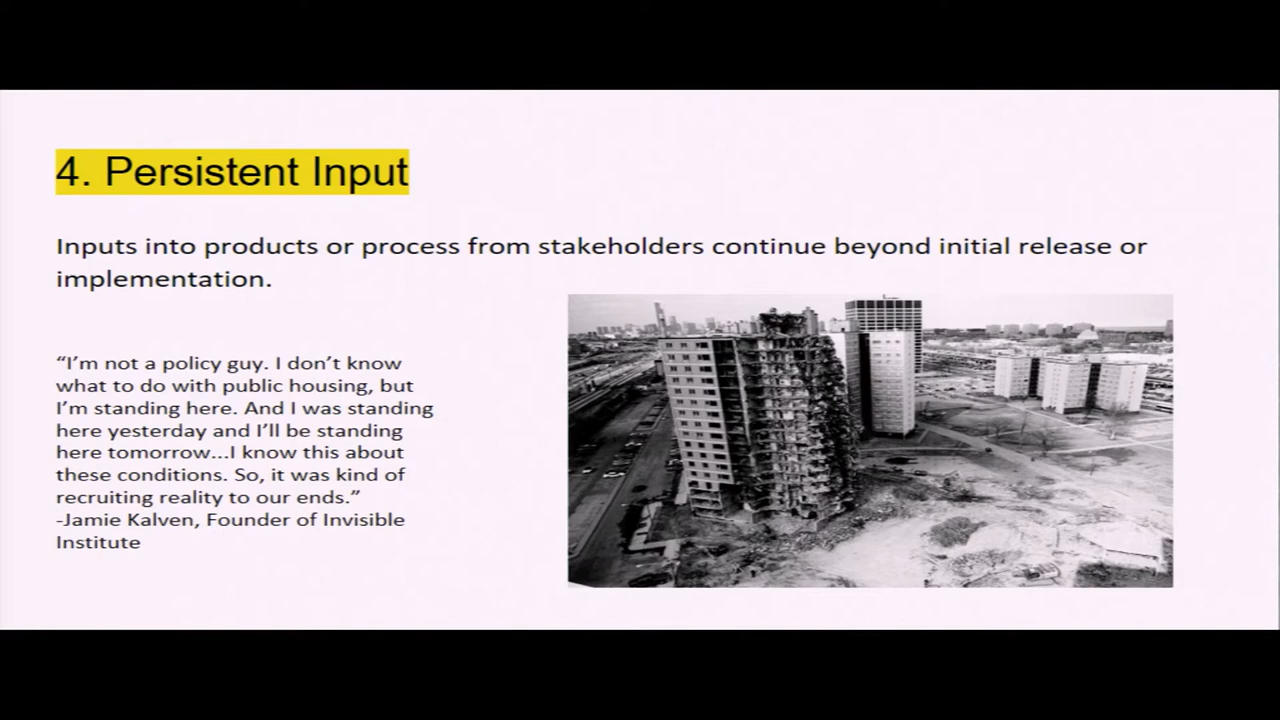 4. Persistent Input
Inputs into products or process from stakeholders continue beyond initial release or
implementation.
“I’m not a policy guy. I don’t know
what to do with public housing, but
I’m standing here. And I was standing
here yesterday and I’ll be standing
here tomorrow...I know this about
these conditions. So, it was kind of
recruiting reality to our ends.”
-Jamie Kalven, Founder of Invisible
Institute